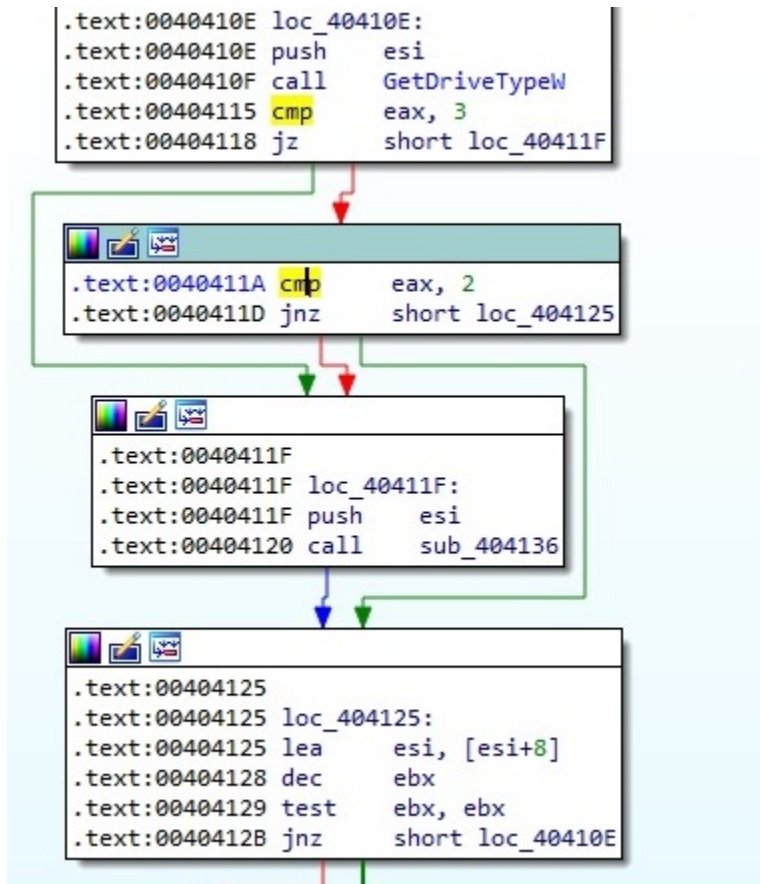 .text:0040410E loc_40410E:
.text:0040410E push esi
.text:0040410F call GetDriveTypeW
.text:00404115 cmp eax, 3
.text:00404118 jz short loc_40411F
.text:0040411A cmp eax, 2
.text:0040411D jnz short loc_404125
.text:0040411F
.text:0040411F loc_40411F:
.text:0040411F push esi
.text:00404120 call sub_404136
.text:00404125
.text:00404125 loc_404125:
.text:00404125 lea esi, [esi+8]
.text:00404128 dec ebx
.text:00404129 test ebx, ebx
.text:0040412B jnz short loc_40410E